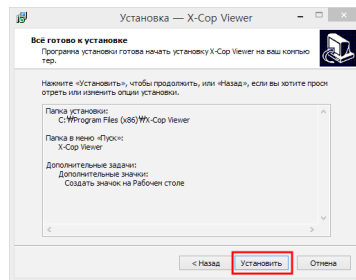 Установка — X-Cop Viewer
Всё готово к установке
Программа установки готова начать установку X-Cop Viewer на ваш компью
тер.
Нажмите «Установить», чтобы продолжить, или «Назад», если вы хотите просм
отреть или изменить опции установки.
Папка установки:
C:₩Program Files (x86)₩X-Cop Viewer
Папка в меню «Пуск»:
X-Cop Viewer
Дополнительные задачи:
Дополнительные значки:
Создать значок на Рабочем столе
< Назад
Установить
Отмена